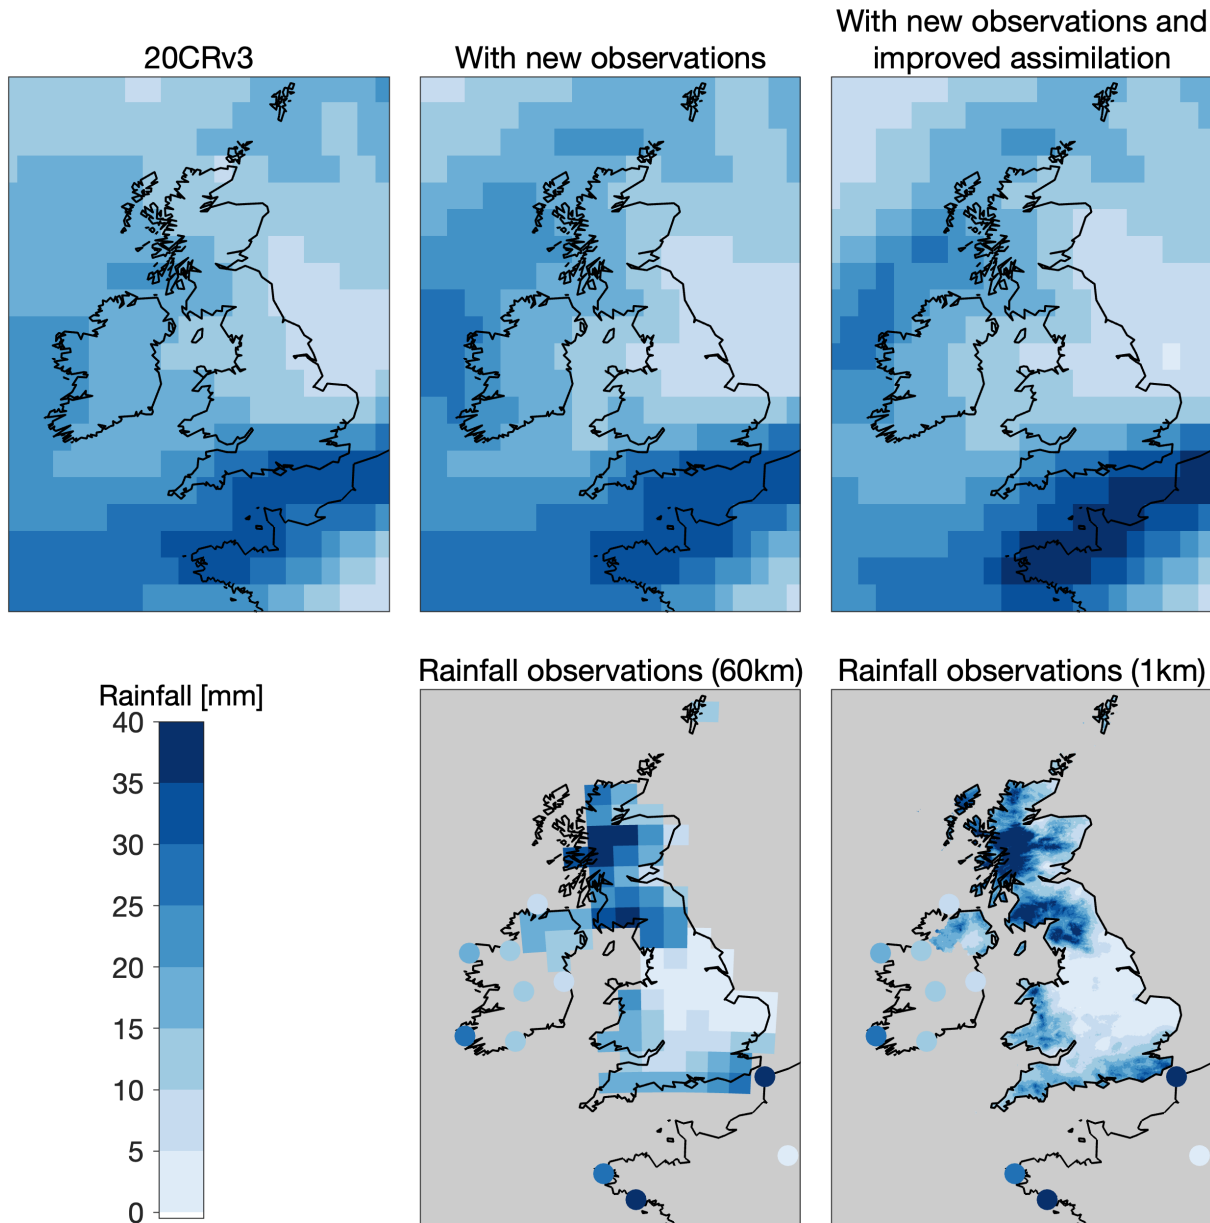 20CRv3
With new observations
With new observations and
improved assimilation
Rainfall observations (60km)
Rainfall observations (1km)
Rainfall [mm]
40
35
30
25
20
15
10
5
0